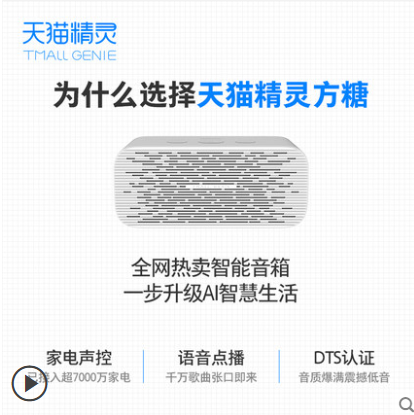 天猫精灵
TMALL GENIE
为什么选择天猫精灵方糖
全网热卖智能音箱
一步升级AI智慧生活
家电声控 语音点播 DTS认证
已接入超7000万家电 千万歌曲张口即来 音质爆满震撼低音